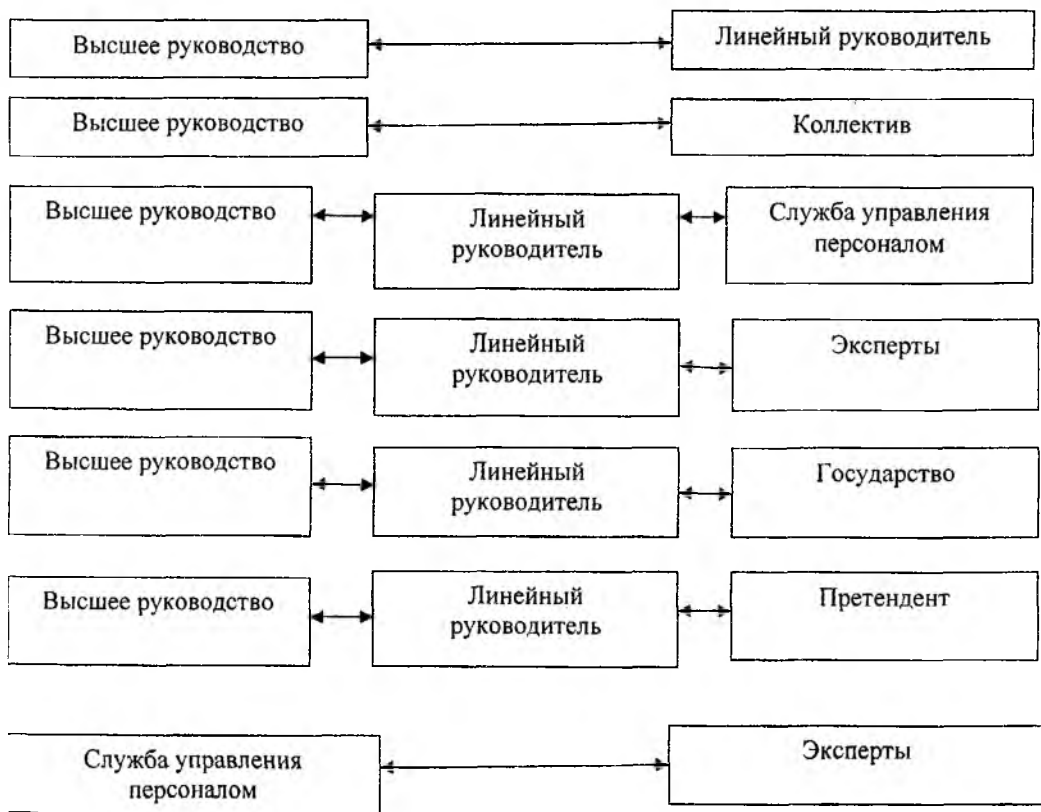 Высшее руководство
Линейный руководитель
Высшее руководство
Коллектив
Высшее руководство
Линейный
руководитель
Служба управления
персоналом
Высшее руководство
Линейный
руководитель
Эксперты
Высшее руководство
Линейный
руководитель
Государство
Высшее руководство
Линейный
руководитель
Претендент
Служба управления
персоналом
Эксперты